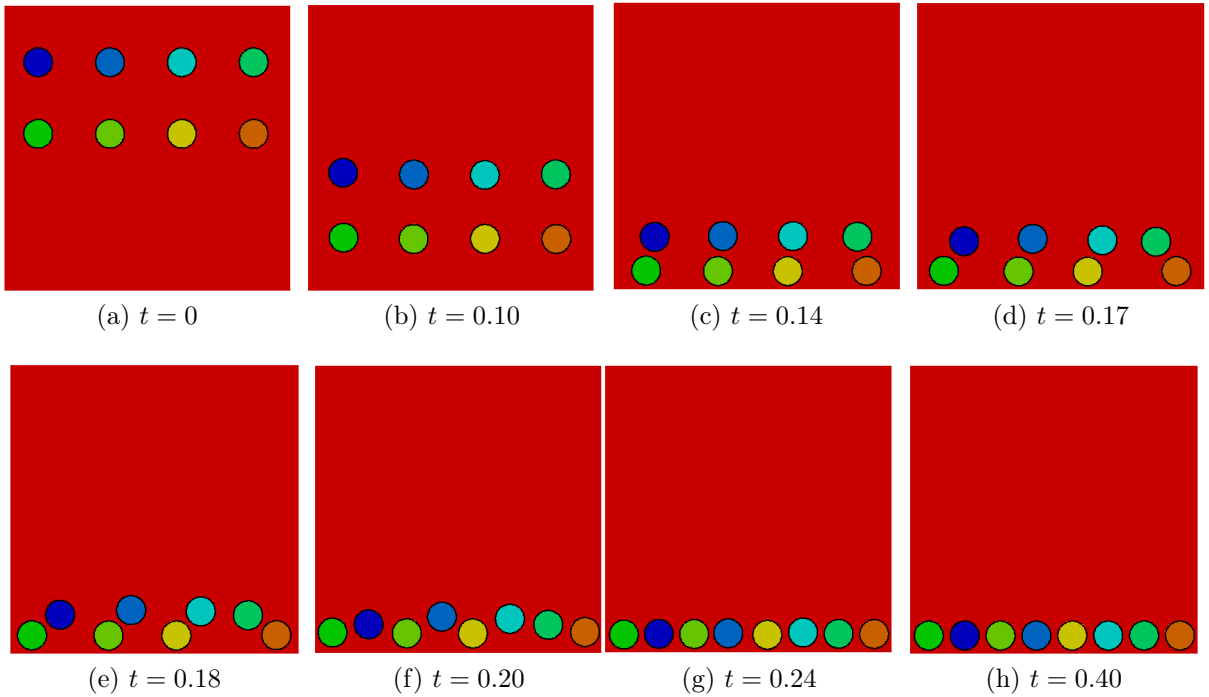 (a) t = 0
(b) t = 0.10
(c) t = 0.14
(d) t = 0.17
(e) t = 0.18
(f) t = 0.20
(g) t = 0.24
(h) t = 0.40